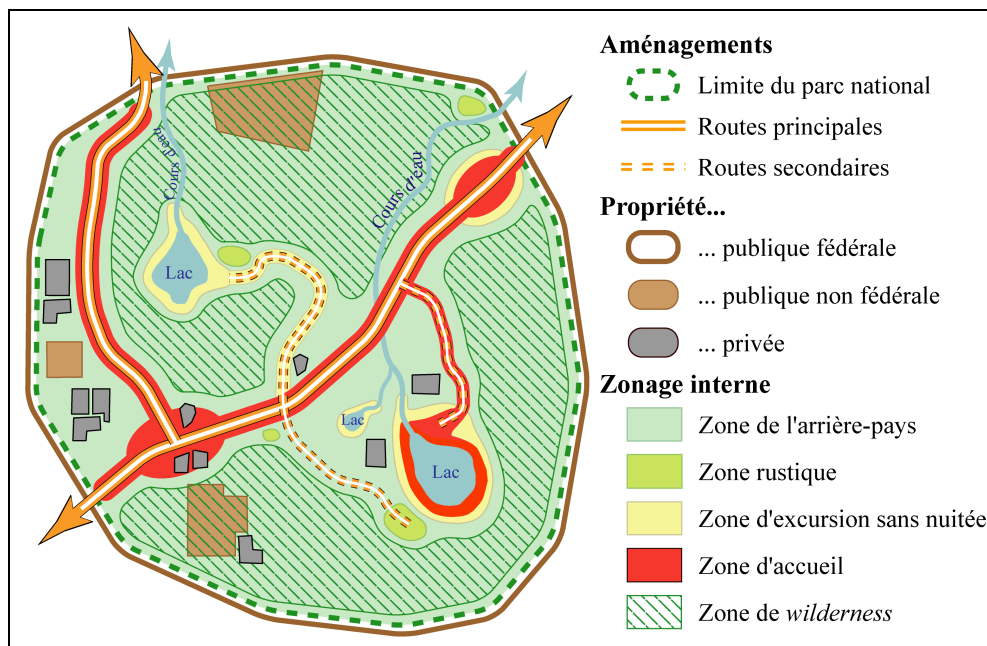 Cours d'eau
Cours d'eau
Lac
Lac
Lac
Aménagements
Limite du parc national
Routes principales
Routes secondaires
Propriété...
... publique fédérale
... publique non fédérale
... privée
Zonage interne
Zone de l'arrière-pays
Zone rustique
Zone d'excursion sans nuitée
Zone d'accueil
Zone de wilderness